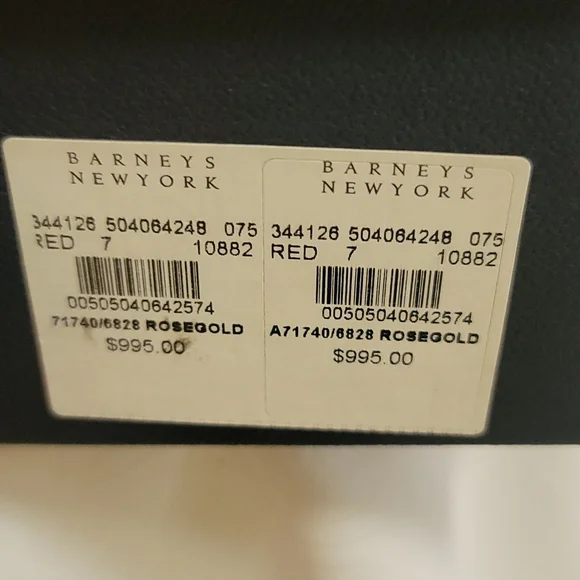 BARNEYS
NEWYORK
344126 504064248 075
RED 7 10882
00505040642574
71740/6828 ROSEGOLD
$995.00
BARNEYS
NEWYORK
344126 504064248 075
RED 7 10882
00505040642574
A71740/6828 ROSEGOLD
$995.00